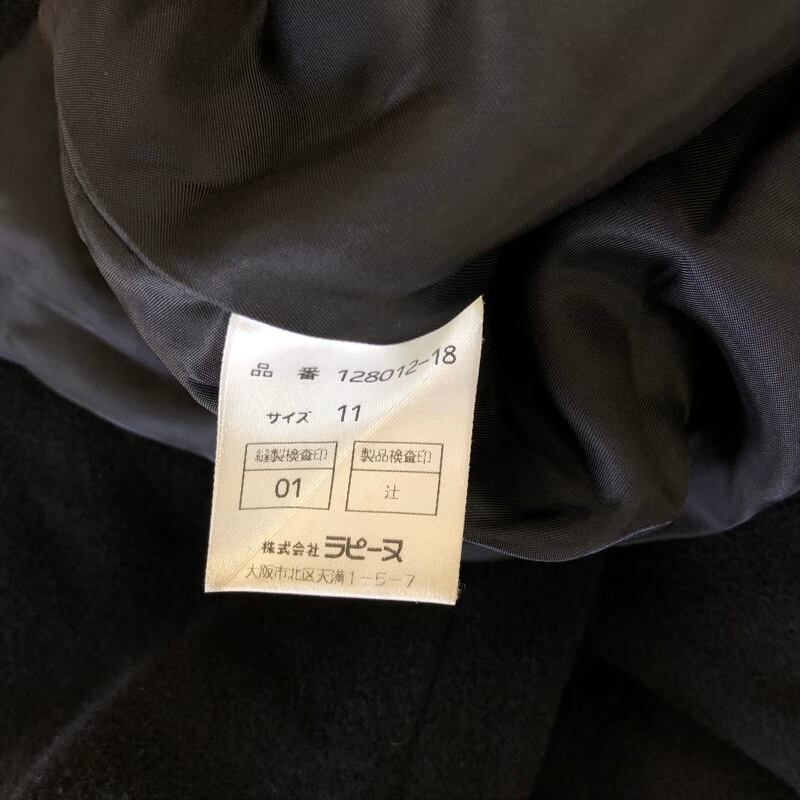 品番 128012-18
サイズ 11
縫製検査印 製品検査印
01 辻
株式会社 ラピーヌ
大阪市北区天満1-5-7